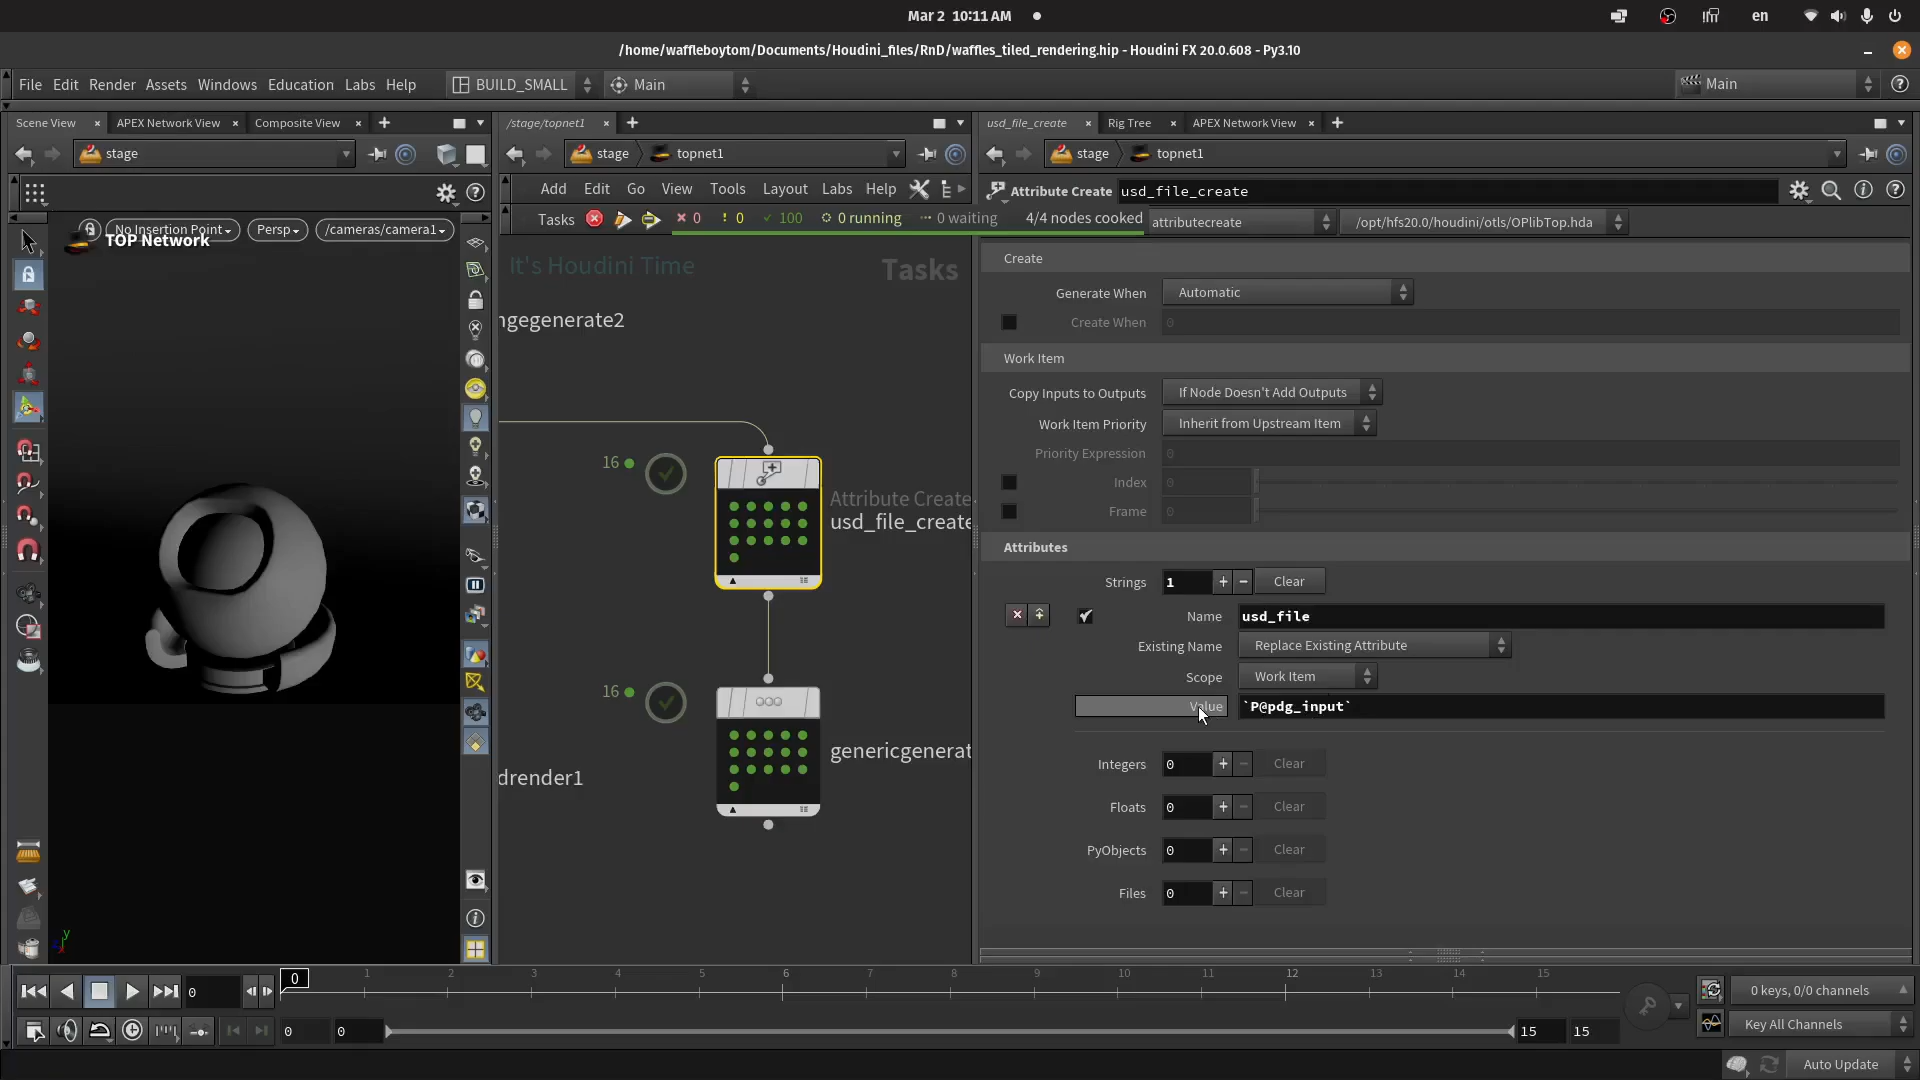 Mar 2 10:11 AM
en
/home/waffleboytom/Documents/Houdini_files/RnD/waffles_tiled_rendering.hip - Houdini FX 20.0.608 - Py3.10
File Edit Render Assets Windows Education Labs Help
BUILD_SMALL
Main
Main
Scene View
APEX Network View
Composite View
stage
No Insertion Point
Persp
/cameras/camera1
TOP Network
y
/stage/topnet1
stage
topnet1
Add Edit Go View Tools Layout Labs Help
Tasks
0
! 0
100
0 running
0 waiting
4/4 nodes cooked
It's Houdini Time
Tasks
ngegenerate2
16
Attribute Create
usd_file_create
16
genericgenerat
drender1
usd_file_create
Rig Tree
APEX Network View
stage
topnet1
Attribute Create
usd_file_create
attributecreate
/opt/hfs20.0/houdini/otls/OPlibTop.hda
Create
Generate When
Automatic
Create When
0
Work Item
Copy Inputs to Outputs
If Node Doesn't Add Outputs
Work Item Priority
Inherit from Upstream Item
Priority Expression
0
Index
0
Frame
0
Attributes
Strings
1
Clear
Name
usd_file
Existing Name
Replace Existing Attribute
Scope
Work Item
Value
`P@pdg_input`
Integers
0
Clear
Floats
0
Clear
PyObjects
0
Clear
Files
0
Clear
0
0
1 2 3 4 5 6 7 8 9 10 11 12 13 14 15
0
0
15
15
0 keys, 0/0 channels
Key All Channels
Auto Update